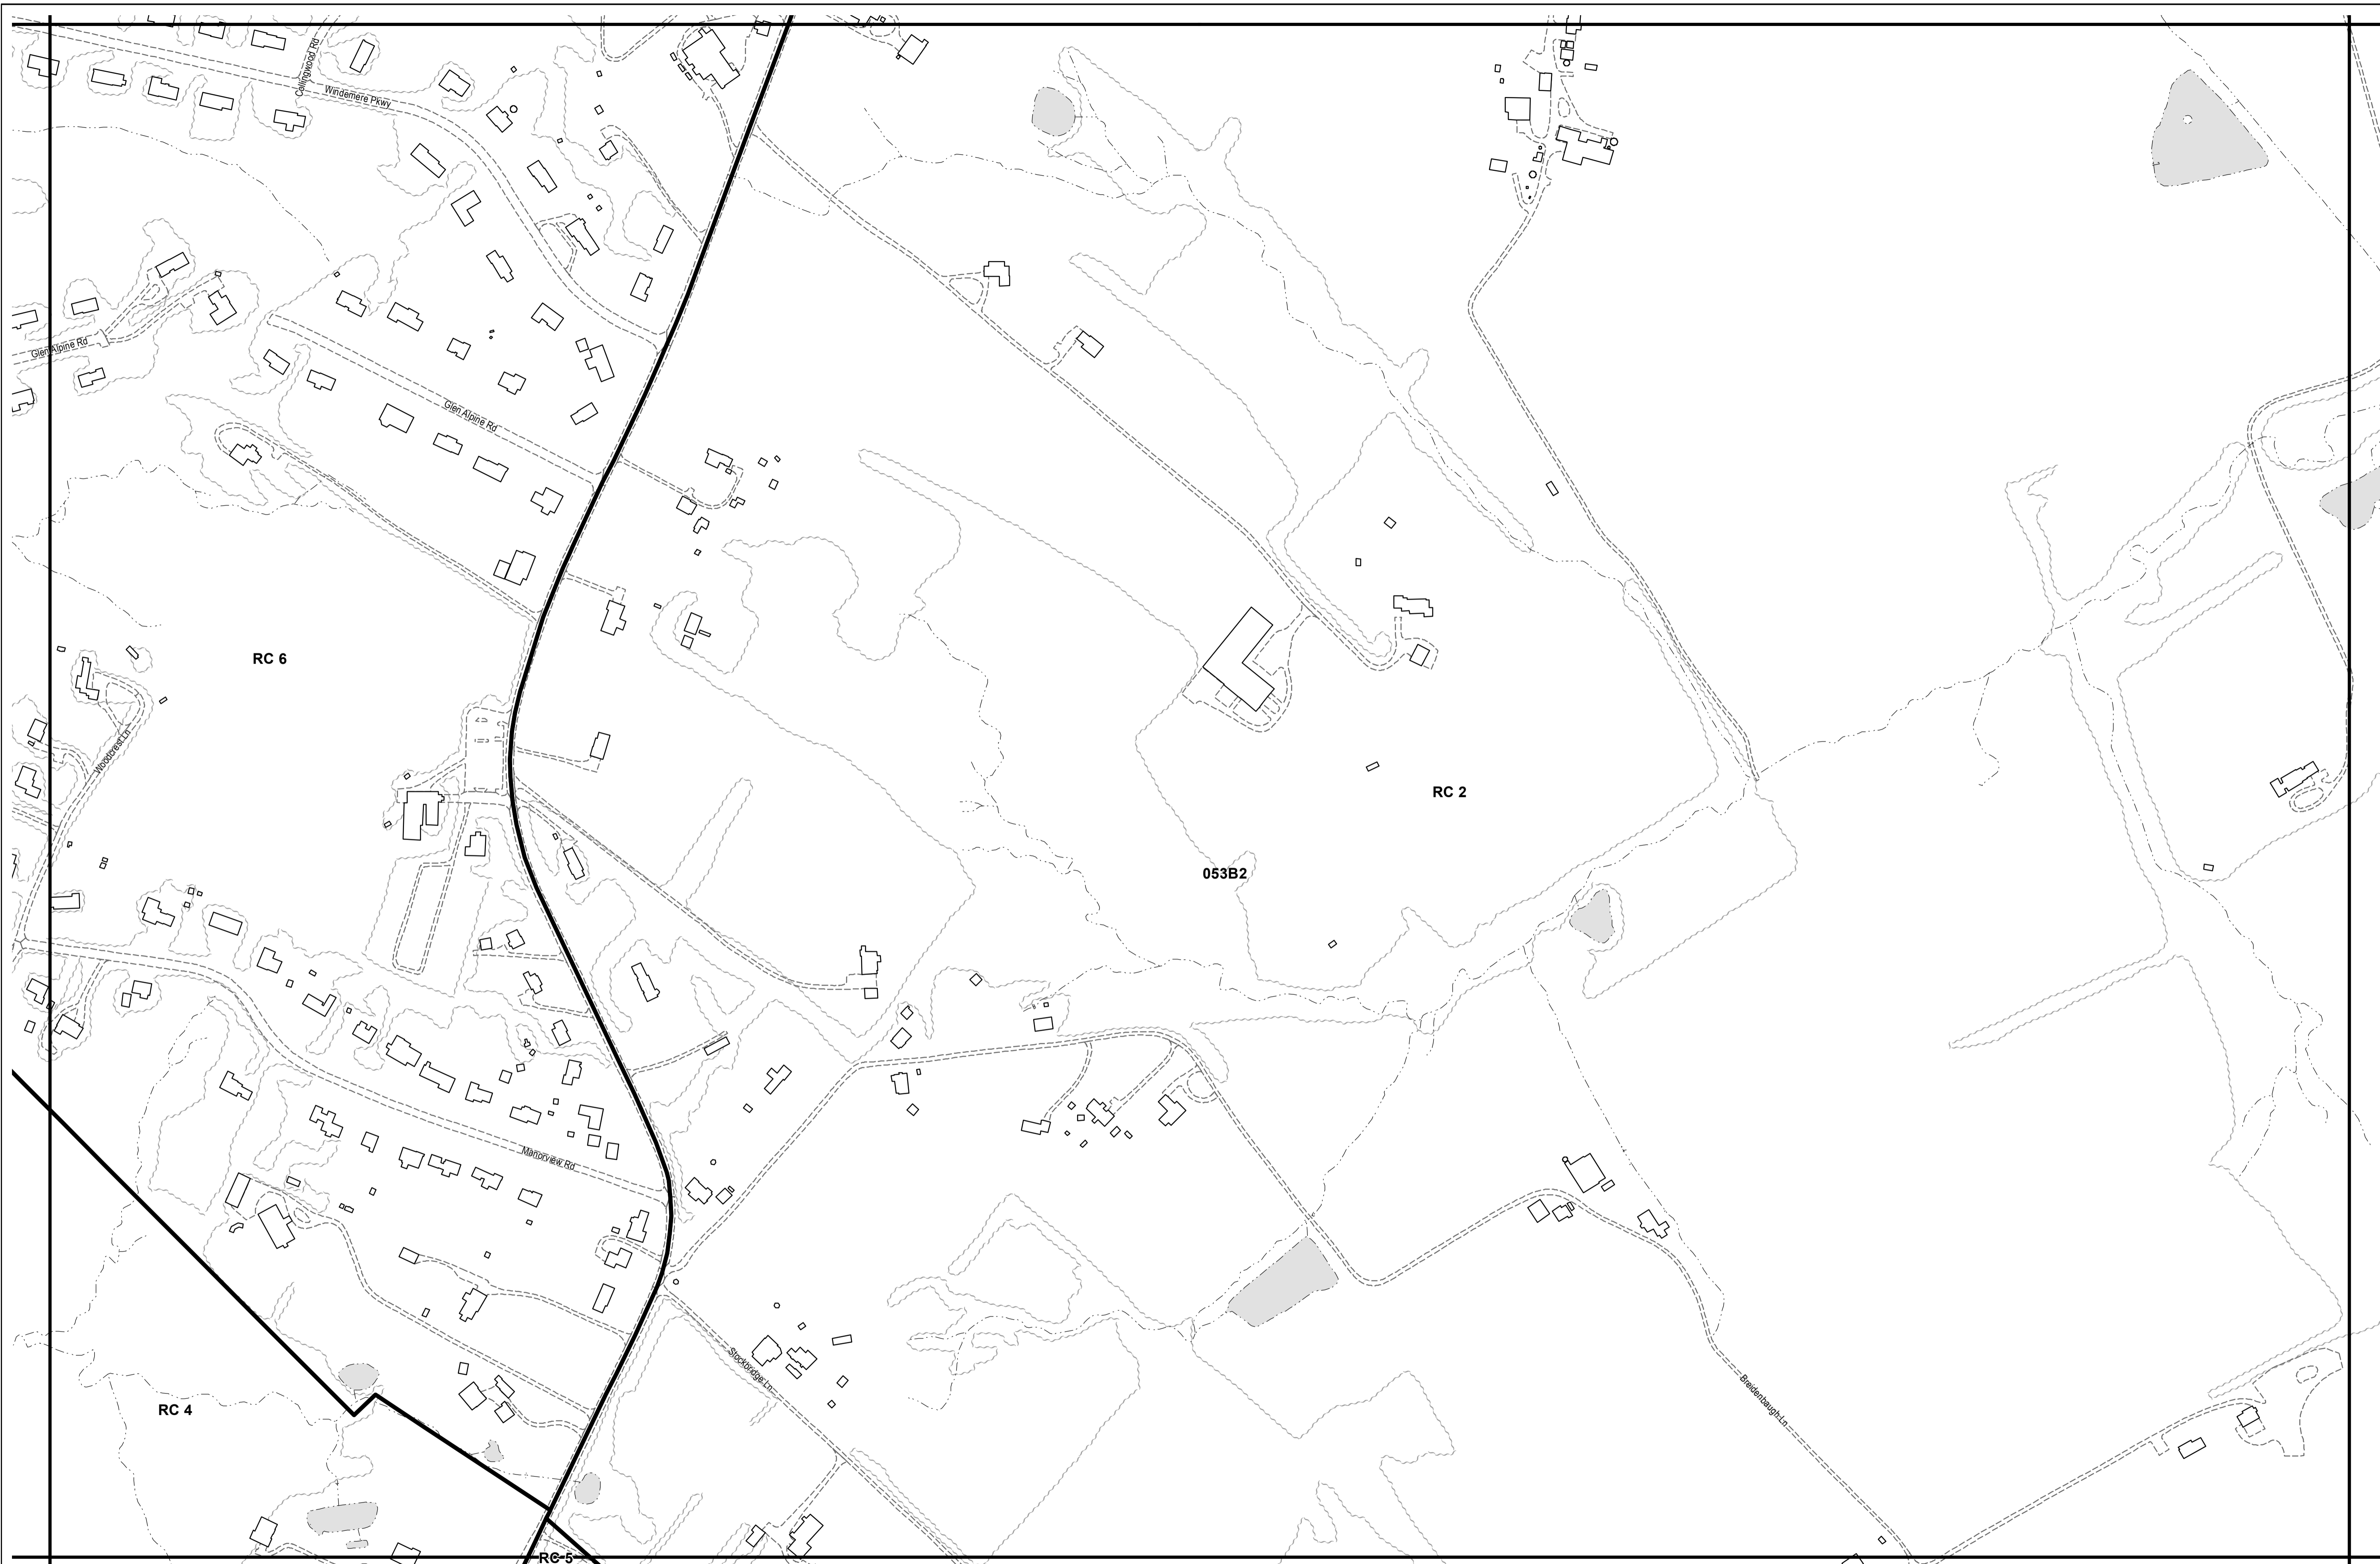 Collingwood Rd
Windemere Pkwy
Glen Alpine Rd
Glen Alpine Rd
RC 6
Woodcrest Ln
RC 2
053B2
Manorview Rd
Stockbridge Ln
Breidenbaugh Ln
RC 4
RC 5